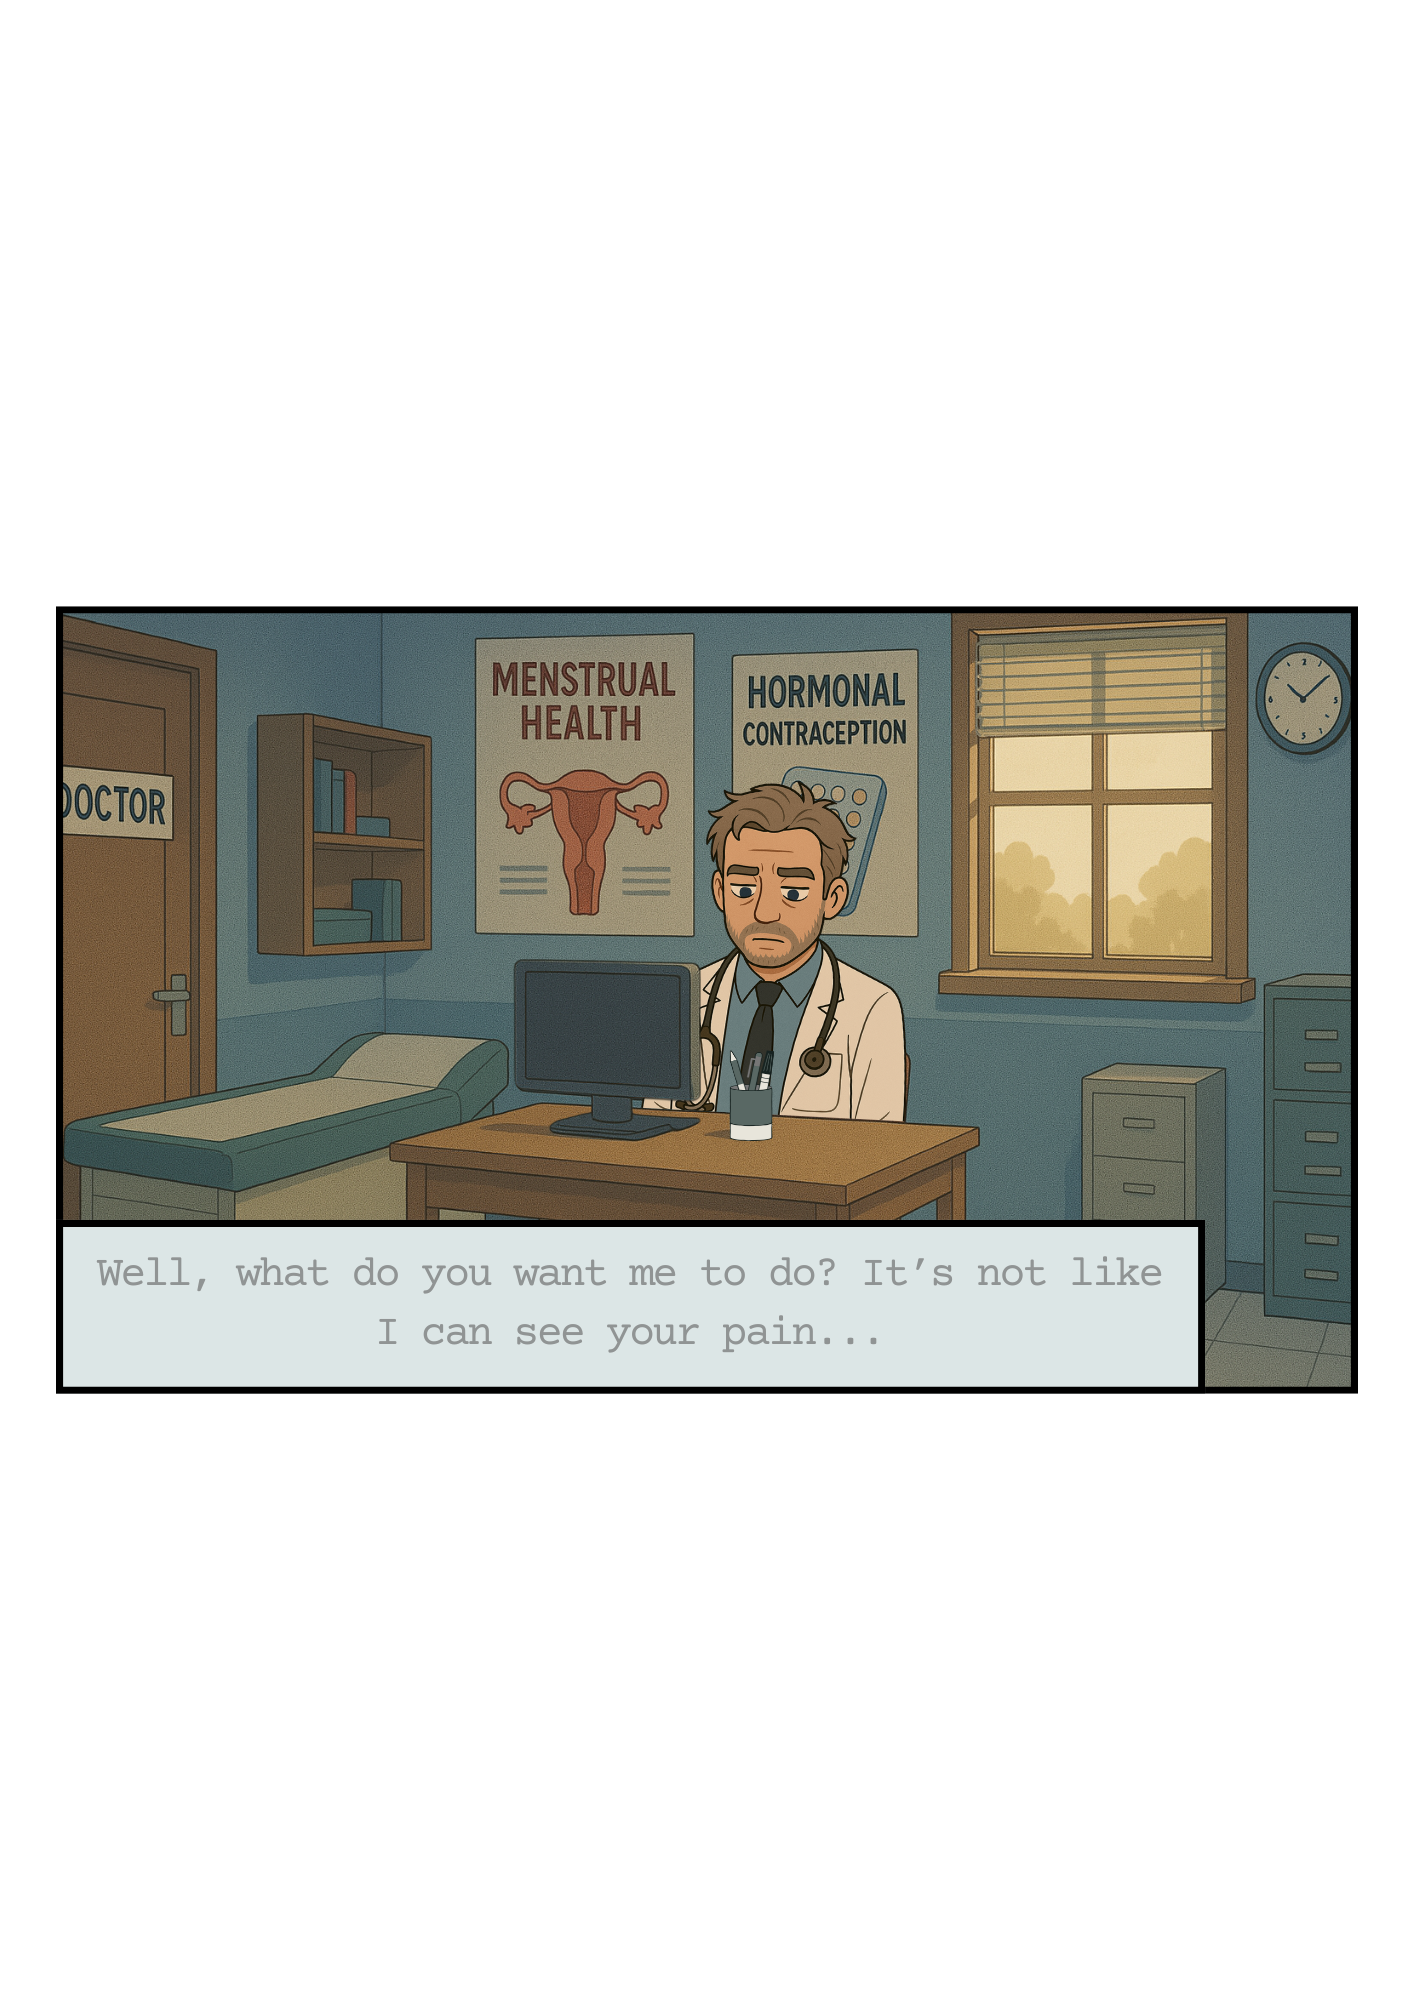 MENSTRUAL
HEALTH
HORMONAL
CONTRACEPTION
DOCTOR
Well, what do you want me to do? It’s not like
I can see your pain...